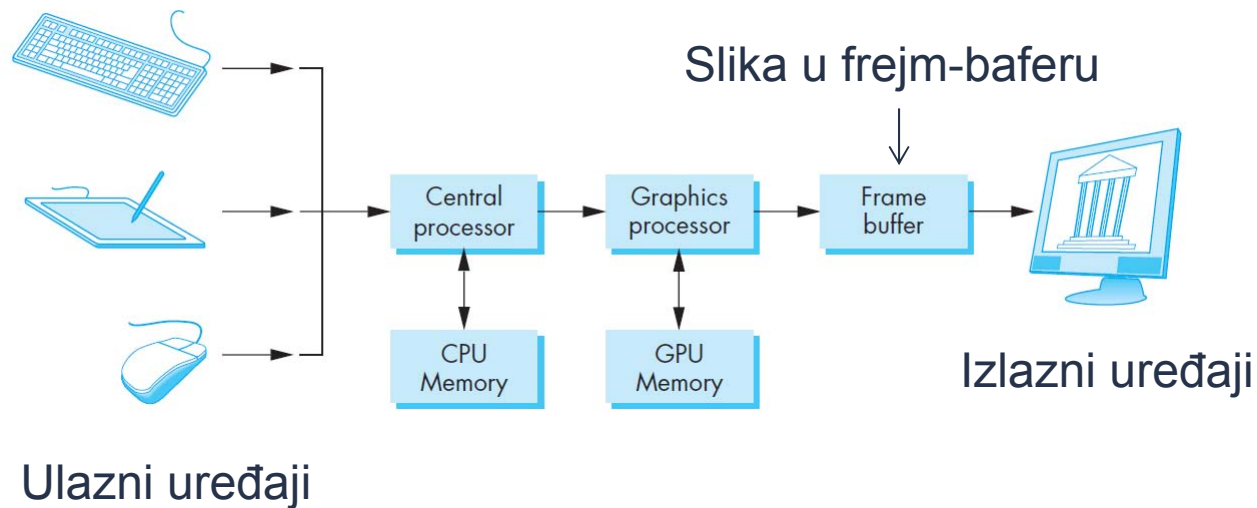 Slika u frejm-baferu
Central
processor
Graphics
processor
Frame
buffer
CPU
Memory
GPU
Memory
Izlazni uređaji
Ulazni uređaji